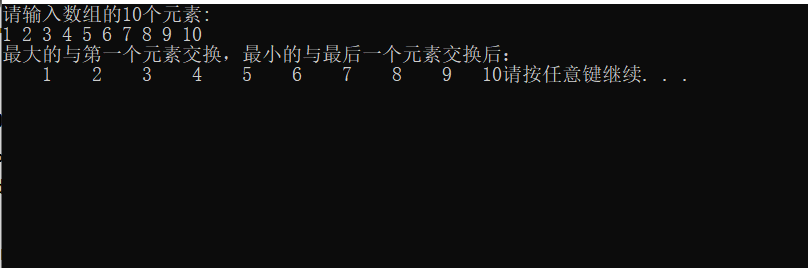 请输入数组的10个元素:
1 2 3 4 5 6 7 8 9 10
最大的与第一个元素交换，最小的与最后一个元素交换后：
    1    2    3    4    5    6    7    8    9   10请按任意键继续. . .